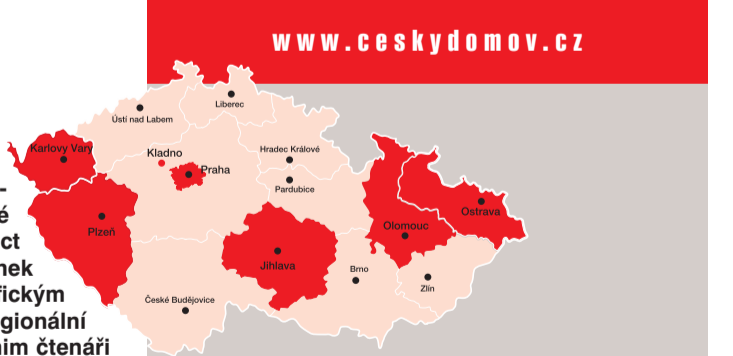 www.ceskydomov.cz
Liberec
Ústí nad Labem
Karlovy Vary
Kladno
Hradec Králové
Praha
Pardubice
-
é
Plzeň
ct
Olomouc
Ostrava
nek
Jihlava
Brno
Zlín
fickým
České Budějovice
gionální
nim čtenáři